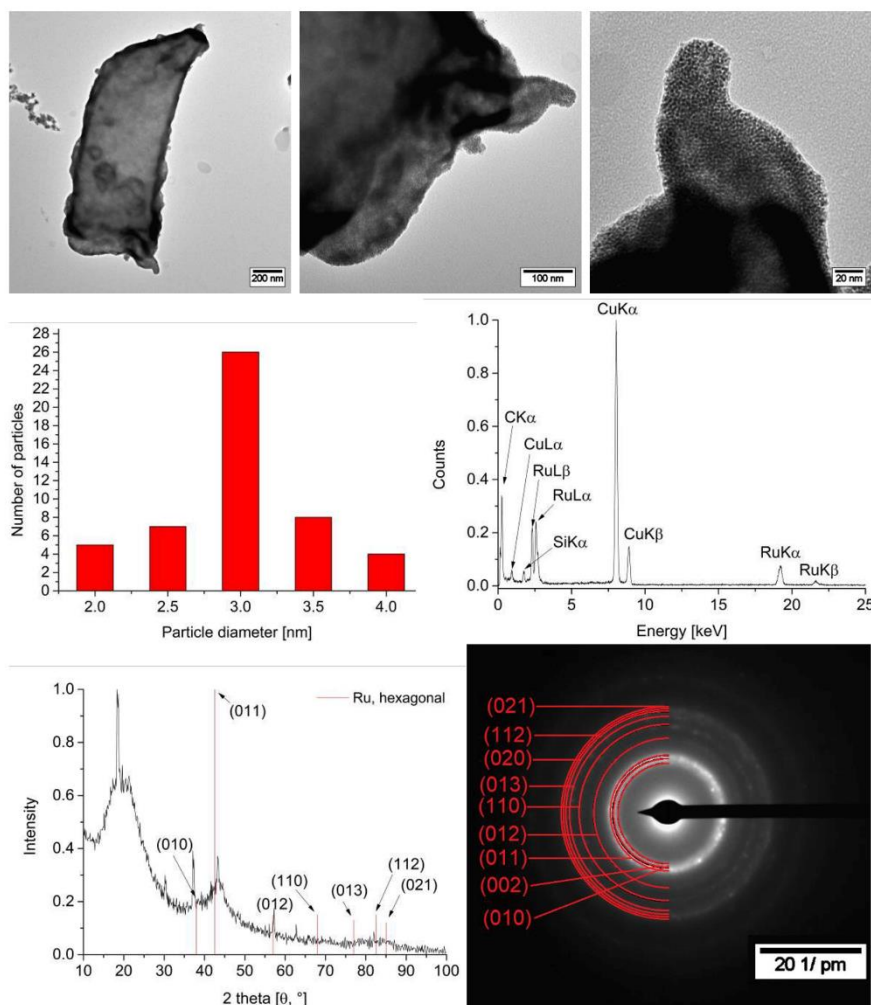 200 nm
100 nm
20 nm
Number of particles
28
26
24
22
20
18
16
14
12
10
8
6
4
2
0
2.0 2.5 3.0 3.5 4.0
Particle diameter [nm]
Counts
1.0
0.8
0.6
0.4
0.2
0.0
CuKα
CKα
CuLα
RuLβ
RuLα
SiKα
CuKβ
RuKα
RuKβ
0 5 10 15 20 25
Energy [keV]
Intensity
1.0
0.8
0.6
0.4
0.2
0.0
Ru, hexagonal
(011)
(010)
(012)
(110)
(013)
(112)
(021)
10 20 30 40 50 60 70 80 90 100
2 theta [θ, °]
(021)
(112)
(020)
(013)
(110)
(012)
(011)
(002)
(010)
20 1/ pm